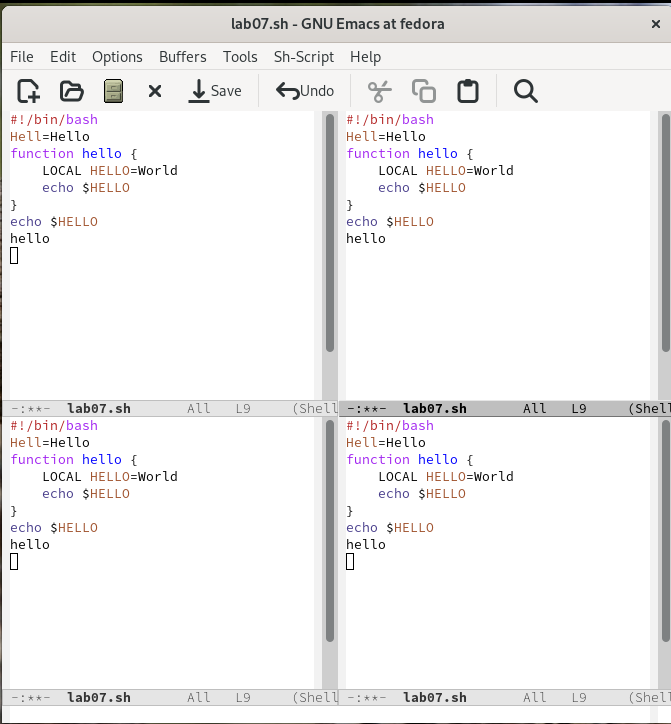 lab07.sh - GNU Emacs at fedora
File Edit Options Buffers Tools Sh-Script Help
Save Undo
#!/bin/bash
Hell=Hello
function hello {
    LOCAL HELLO=World
    echo $HELLO
}
echo $HELLO
hello
-:**-  lab07.sh       All   L9     (Shell
#!/bin/bash
Hell=Hello
function hello {
    LOCAL HELLO=World
    echo $HELLO
}
echo $HELLO
hello
-:**-  lab07.sh       All   L9     (Shell
#!/bin/bash
Hell=Hello
function hello {
    LOCAL HELLO=World
    echo $HELLO
}
echo $HELLO
hello
-:**-  lab07.sh       All   L9     (Shell
#!/bin/bash
Hell=Hello
function hello {
    LOCAL HELLO=World
    echo $HELLO
}
echo $HELLO
hello
-:**-  lab07.sh       All   L9     (Shell